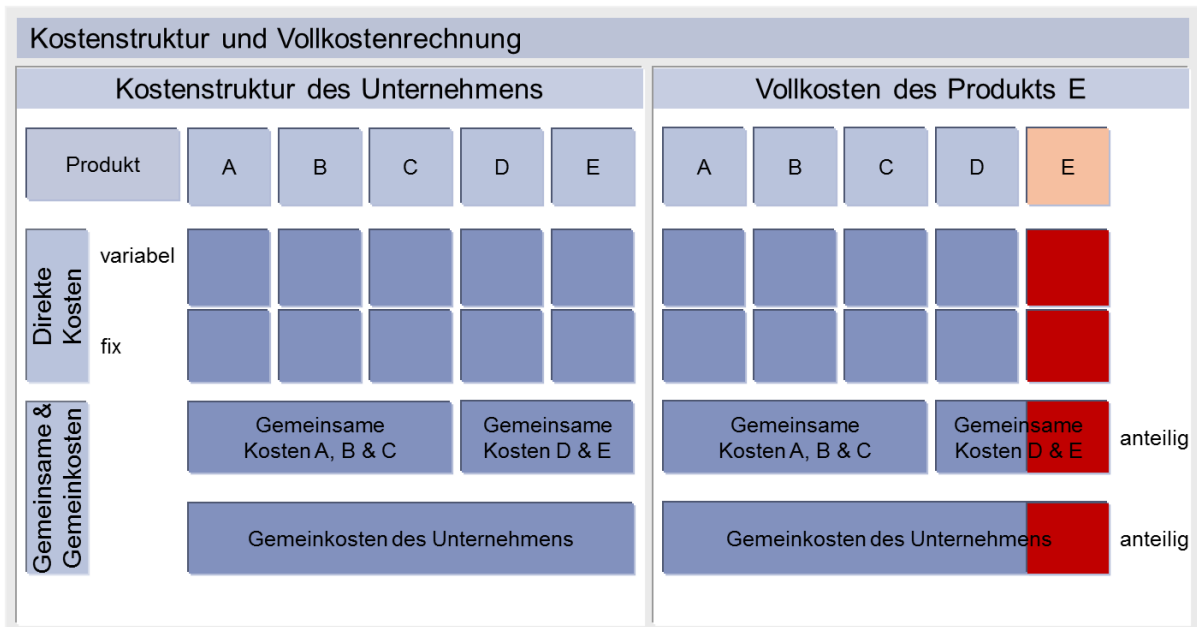 Kostenstruktur und Vollkostenrechnung
Kostenstruktur des Unternehmens
Produkt
A
B
C
D
E
Direkte
Kosten
variabel
fix
Gemeinsame &
Gemeinkosten
Gemeinsame
Kosten A, B & C
Gemeinsame
Kosten D & E
Gemeinkosten des Unternehmens
Vollkosten des Produkts E
A
B
C
D
E
Gemeinsame
Kosten A, B & C
Gemeinsame
Kosten D & E
anteilig
Gemeinkosten des Unternehmens
anteilig